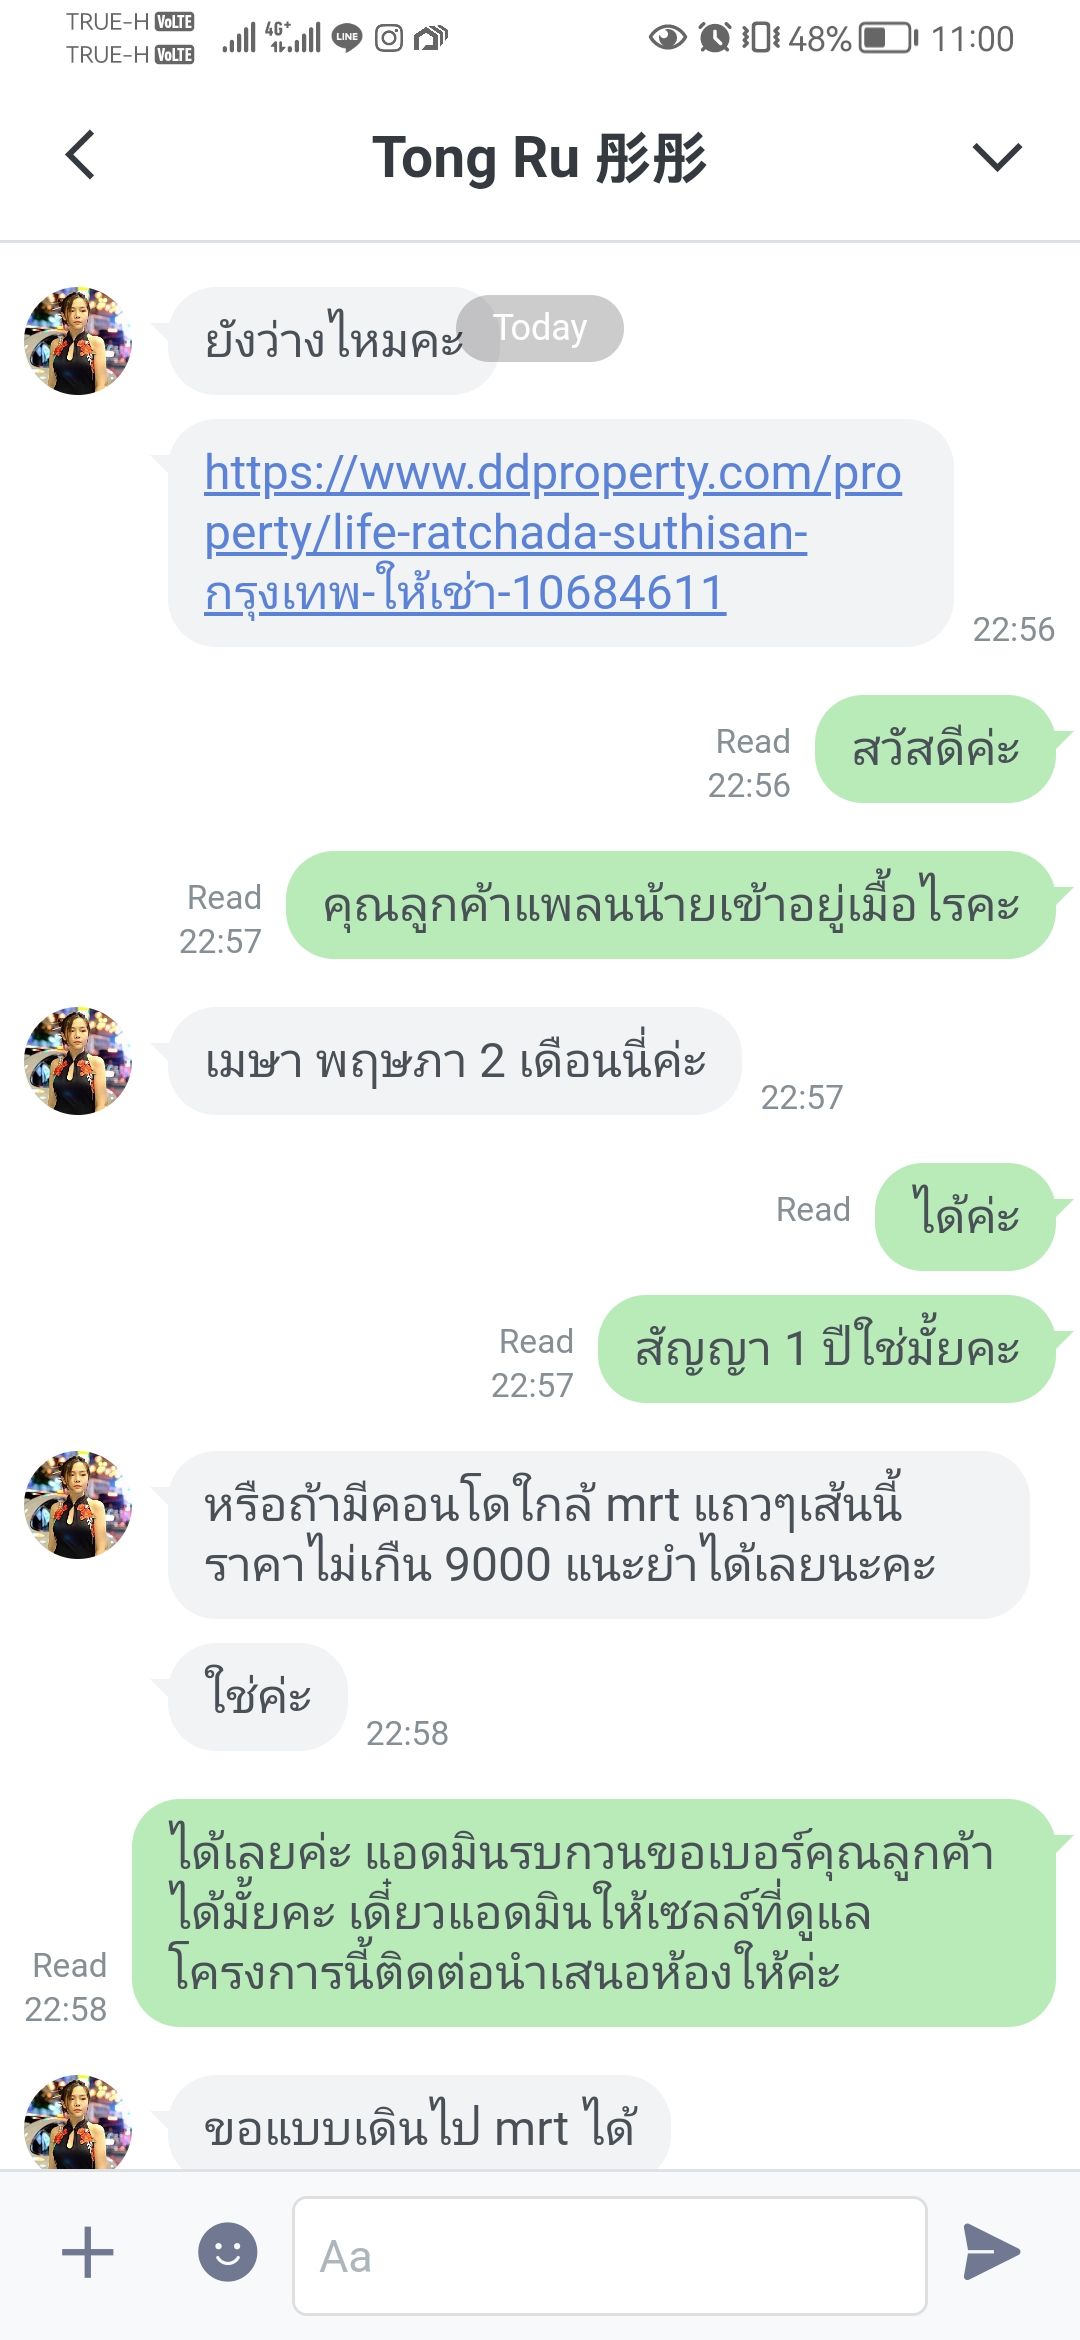 TRUE-H VoLTE
TRUE-H VoLTE
4G+
LINE
48%
11:00
Tong Ru 彤彤
ยังว่างไหมคะ
Today
https://www.ddproperty.com/pro
perty/life-ratchada-suthisan-
กรุงเทพ-ให้เช่า-10684611
22:56
Read
22:56
สวัสดีค่ะ
Read
22:57
คุณลูกค้าแพลนน้ายเข้าอยู่เมื้อไรคะ
เมษา พฤษภา 2 เดือนนี่ค่ะ
22:57
Read
ได้ค่ะ
Read
22:57
สัญญา 1 ปีใช่มั้ยคะ
หรือถ้ามีคอนโดใกล้ mrt แถวๆเส้นนี้
ราคาไม่เกืน 9000 แนะยำได้เลยนะคะ
ใช่ค่ะ
22:58
ได้เลยค่ะ แอดมินรบกวนขอเบอร์คุณลูกค้า
ได้มั้ยคะ เดี๋ยวแอดมินให้เซลล์ที่ดูแล
โครงการนี้ติดต่อนำเสนอห้องให้ค่ะ
Read
22:58
ขอแบบเดินไป mrt ได้
Aa